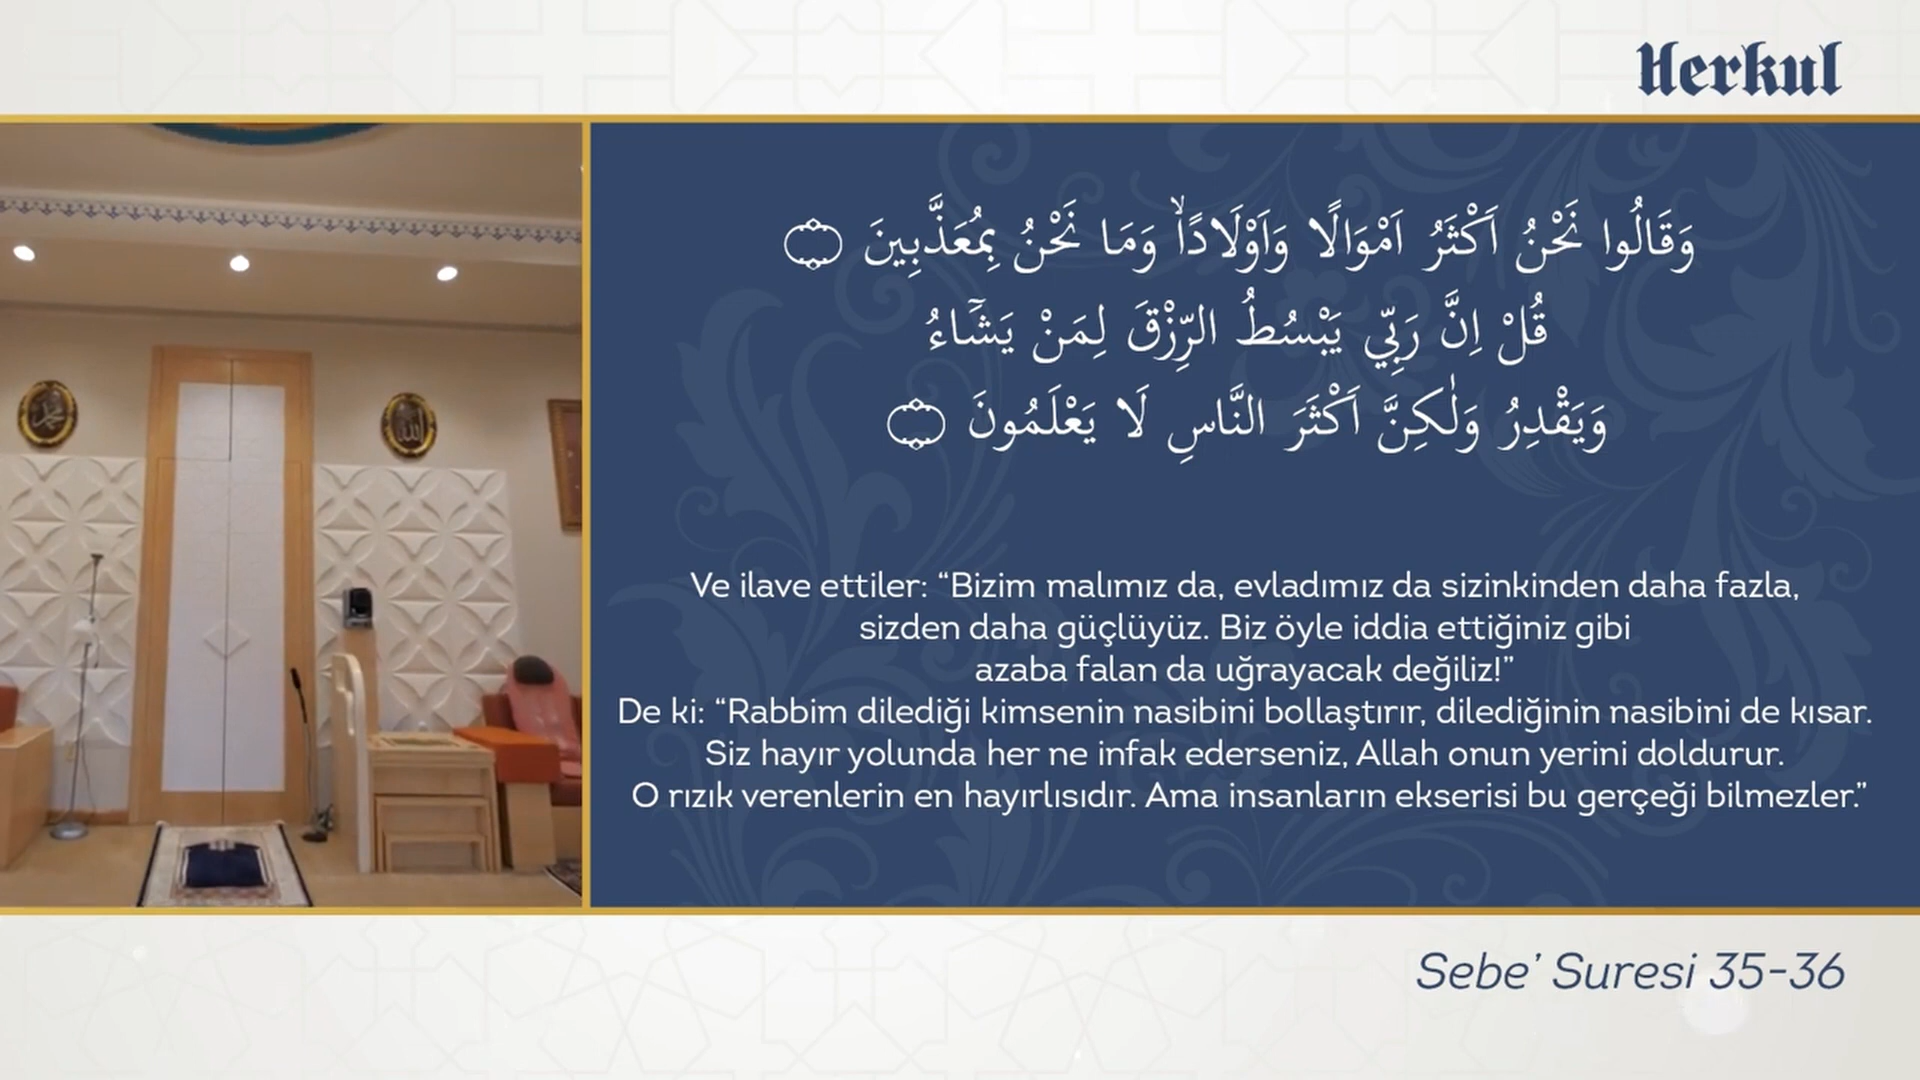 Herkul
وَقَالُوا نَحْنُ اَكْثَرُ اَمْوَالًا وَاَوْلَادًاۙ وَمَا نَحْنُ بِمُعَذَّبِينَ
قُلْ اِنَّ رَبِّي يَبْسُطُ الرِّزْقَ لِمَنْ يَشَٓاءُ
وَيَقْدِرُ وَلٰكِنَّ اَكْثَرَ النَّاسِ لَا يَعْلَمُونَ
محمد
الله
Ve ilave ettiler: “Bizim malımız da, evladımız da sizinkinden daha fazla,
sizden daha güçlüyüz. Biz öyle iddia ettiğiniz gibi
azaba falan da uğrayacak değiliz!”
De ki: “Rabbim dilediği kimsenin nasibini bollaştırır, dilediğinin nasibini de kısar.
Siz hayır yolunda her ne infak ederseniz, Allah onun yerini doldurur.
O rızık verenlerin en hayırlısıdır. Ama insanların ekserisi bu gerçeği bilmezler.”
Sebe’ Suresi 35-36